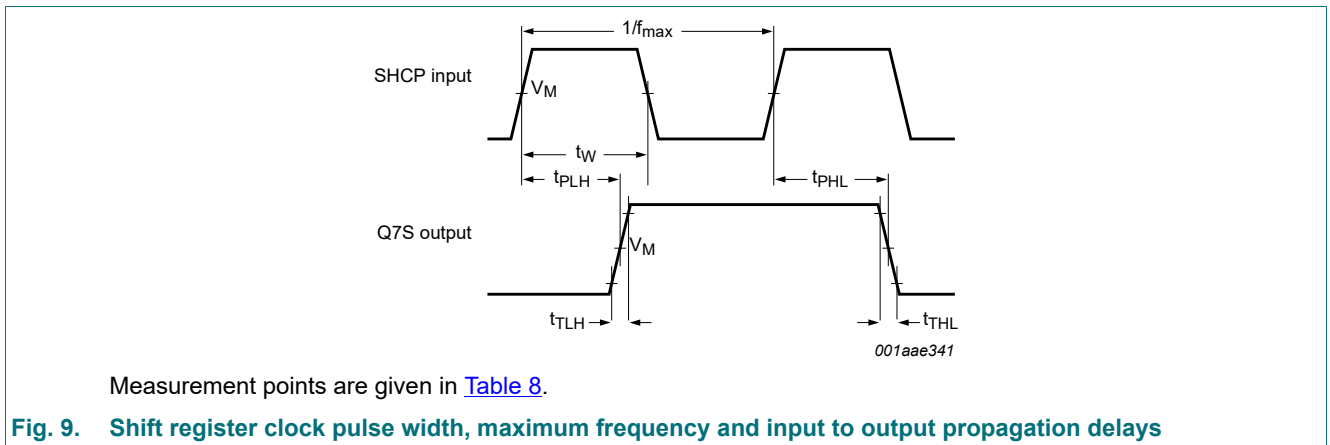 1/fmax
SHCP input
VM
tW
tPLH
tPHL
Q7S output
VM
tTLH
tTHL
001aae341
Measurement points are given in Table 8.
Fig. 9. Shift register clock pulse width, maximum frequency and input to output propagation delays